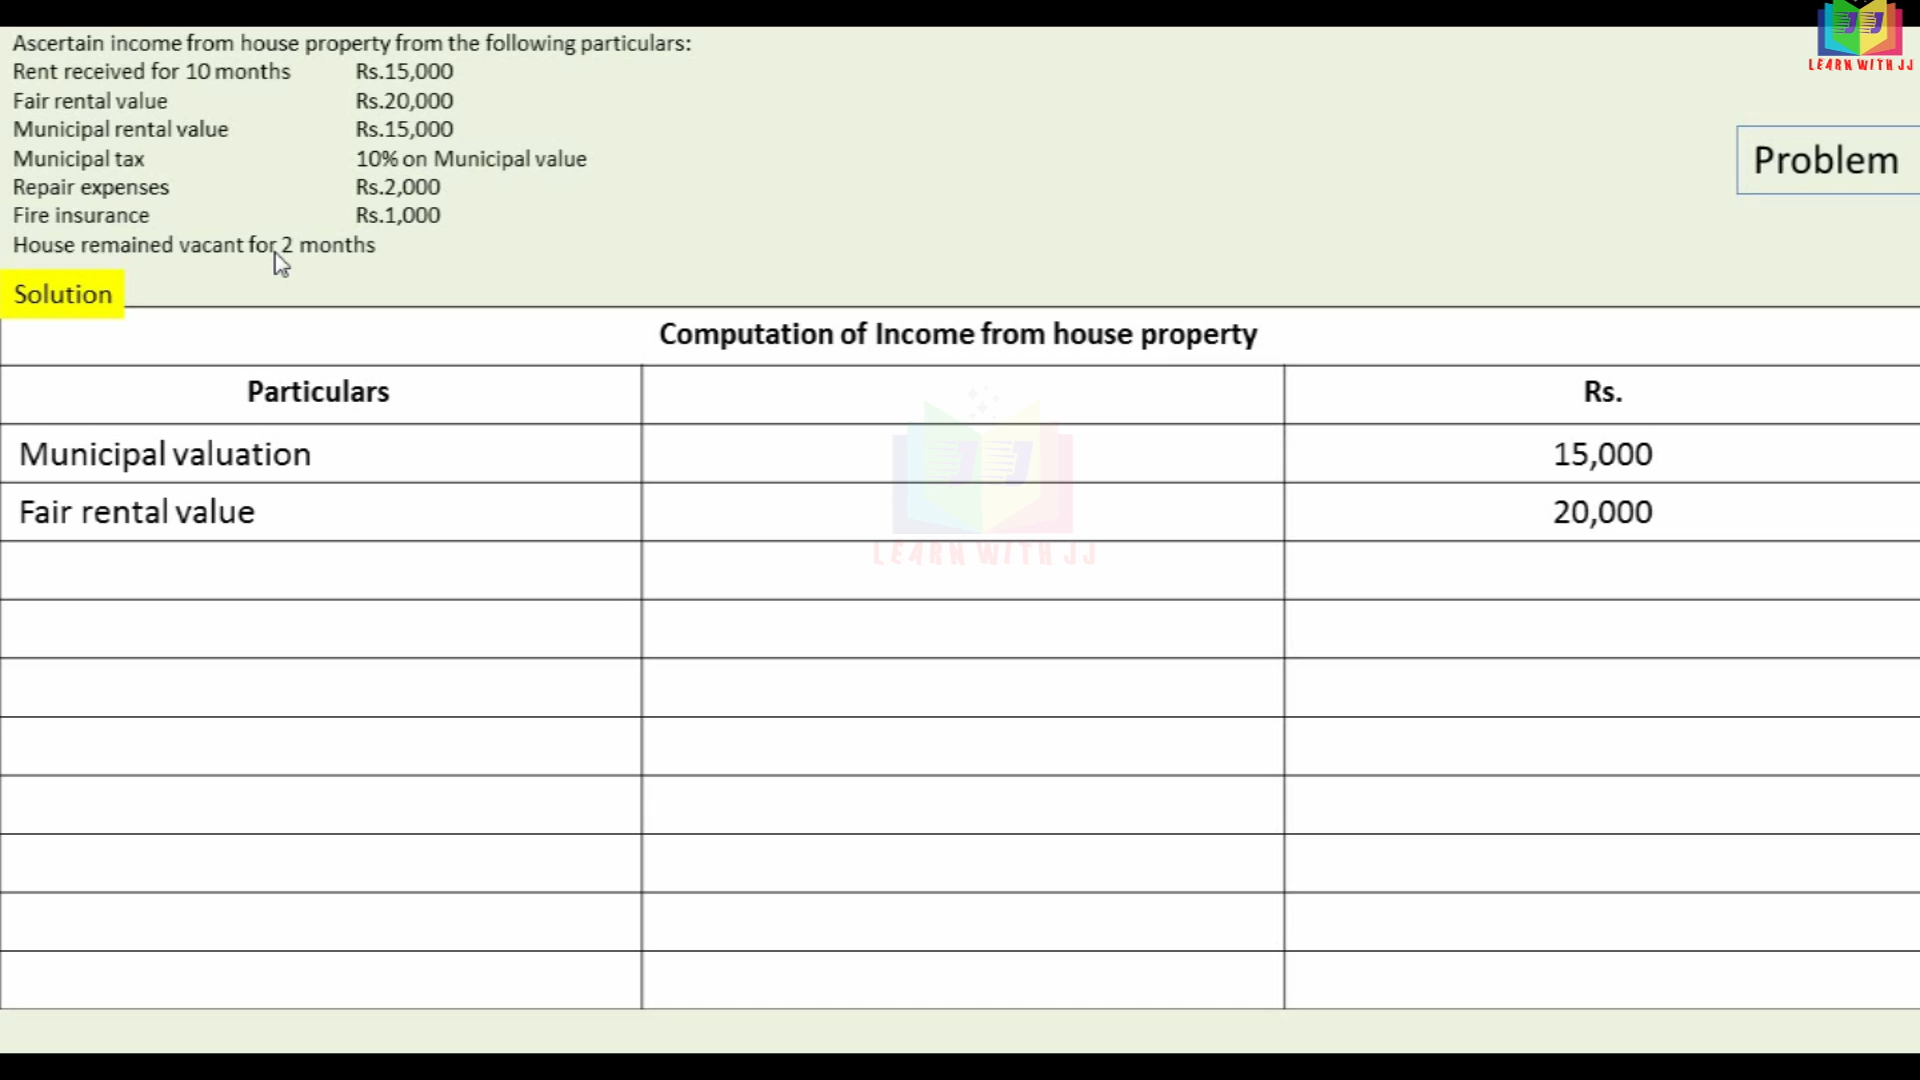 LEARN WITH JJ
Ascertain income from house property from the following particulars:
Rent received for 10 months Rs.15,000
Fair rental value Rs.20,000
Municipal rental value Rs.15,000
Municipal tax 10% on Municipal value
Repair expenses Rs.2,000
Fire insurance Rs.1,000
House remained vacant for 2 months
Problem
Solution
Computation of Income from house property
Particulars Rs.
Municipal valuation 15,000
Fair rental value 20,000
LEARN WITH JJ